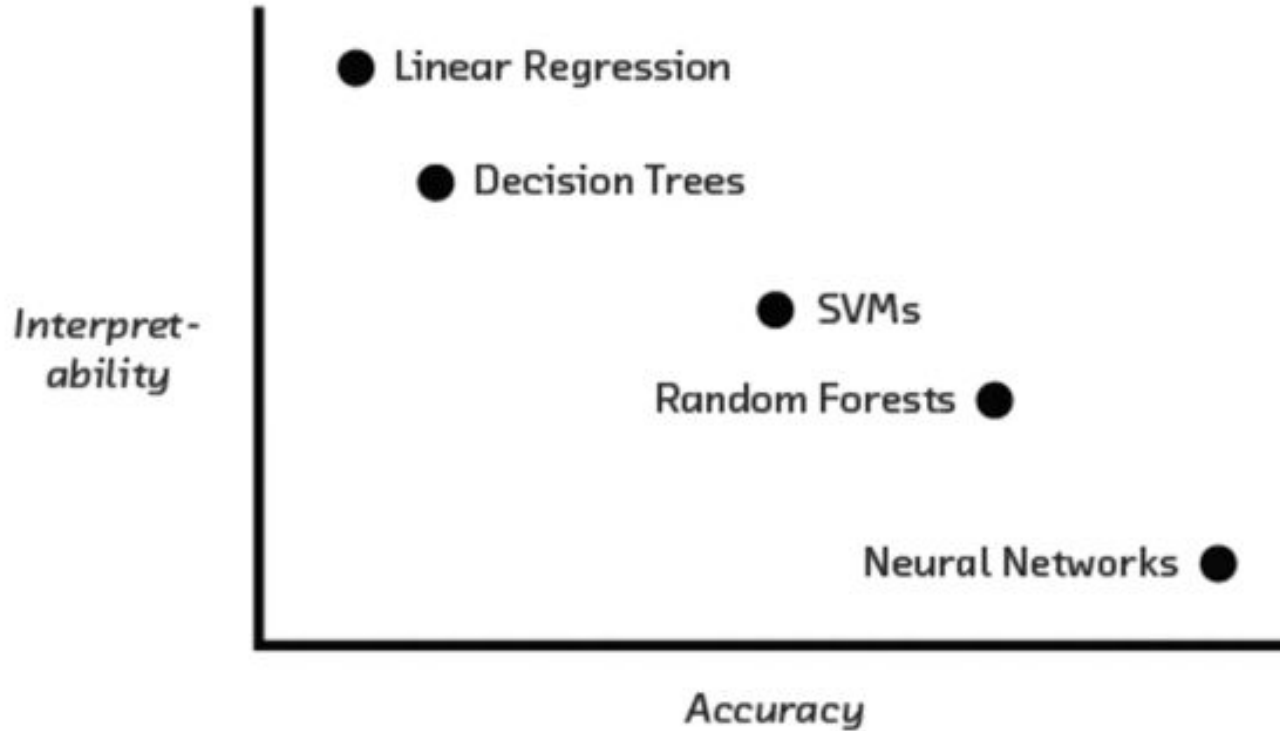 Linear Regression
Decision Trees
SVMs
Interpret-
ability
Random Forests
Neural Networks
Accuracy